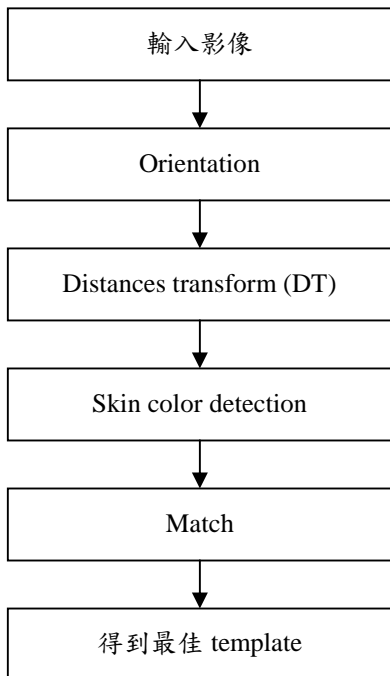 輸入影像
Orientation
Distances transform (DT)
Skin color detection
Match
得到最佳 template